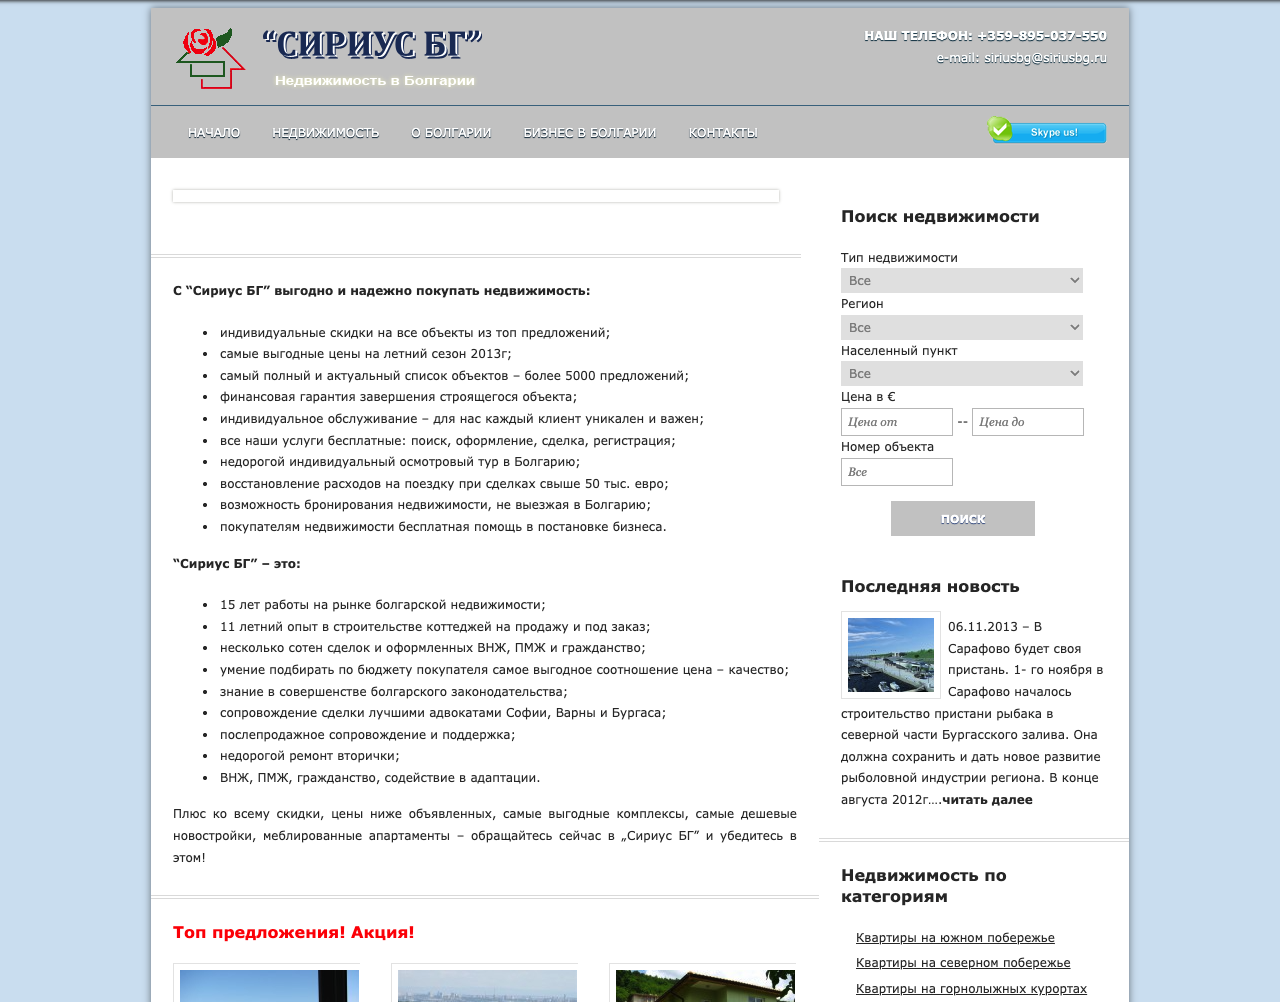 “СИРИУС БГ”
Недвижимость в Болгарии
НАШ ТЕЛЕФОН: +359-895-037-550
e-mail: siriusbg@siriusbg.ru
НАЧАЛО НЕДВИЖИМОСТЬ О БОЛГАРИИ БИЗНЕС В БОЛГАРИИ КОНТАКТЫ
Skype us!
С “Сириус БГ” выгодно и надежно покупать недвижимость:
• индивидуальные скидки на все объекты из топ предложений;
• самые выгодные цены на летний сезон 2013г;
• самый полный и актуальный список объектов – более 5000 предложений;
• финансовая гарантия завершения строящегося объекта;
• индивидуальное обслуживание – для нас каждый клиент уникален и важен;
• все наши услуги бесплатные: поиск, оформление, сделка, регистрация;
• недорогой индивидуальный осмотровый тур в Болгарию;
• восстановление расходов на поездку при сделках свыше 50 тыс. евро;
• возможность бронирования недвижимости, не выезжая в Болгарию;
• покупателям недвижимости бесплатная помощь в постановке бизнеса.
“Сириус БГ” – это:
• 15 лет работы на рынке болгарской недвижимости;
• 11 летний опыт в строительстве коттеджей на продажу и под заказ;
• несколько сотен сделок и оформленных ВНЖ, ПМЖ и гражданство;
• умение подбирать по бюджету покупателя самое выгодное соотношение цена – качество;
• знание в совершенстве болгарского законодательства;
• сопровождение сделки лучшими адвокатами Софии, Варны и Бургаса;
• послепродажное сопровождение и поддержка;
• недорогой ремонт вторички;
• ВНЖ, ПМЖ, гражданство, содействие в адаптации.
Плюс ко всему скидки, цены ниже объявленных, самые выгодные комплексы, самые дешевые
новостройки, меблированные апартаменты – обращайтесь сейчас в „Сириус БГ” и убедитесь в
этом!
Топ предложения! Акция!
Поиск недвижимости
Тип недвижимости
Все
Регион
Все
Населенный пункт
Все
Цена в €
Цена от -- Цена до
Номер объекта
Все
ПОИСК
Последняя новость
06.11.2013 – В
Сарафово будет своя
пристань. 1- го ноября в
Сарафово началось
строительство пристани рыбака в
северной части Бургасского залива. Она
должна сохранить и дать новое развитие
рыболовной индустрии региона. В конце
августа 2012г....читать далее
Недвижимость по
категориям
Квартиры на южном побережье
Квартиры на северном побережье
Квартиры на горнолыжных курортах